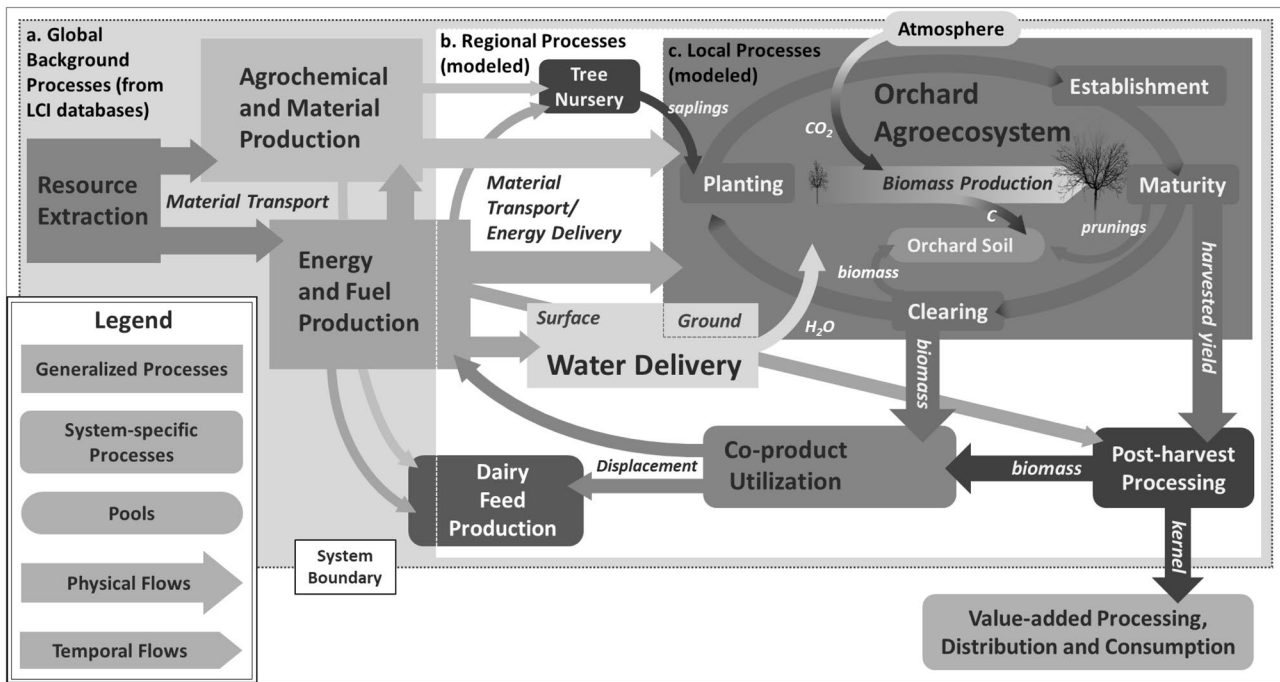 a. Global
Background
Processes (from
LCI databases)
Agrochemical
and Material
Production
b. Regional Processes
(modeled)
Tree
Nursery
Atmosphere
c. Local Processes
(modeled)
saplings
CO2
Orchard
Agroecosystem
Establishment
Resource
Extraction
Material Transport
Material
Transport/
Energy Delivery
Planting
Biomass Production
Maturity
C
prunings
Orchard Soil
biomass
Clearing
harvested yield
Energy
and Fuel
Production
Surface
Ground
H2O
Water Delivery
biomass
Legend
Generalized Processes
System-specific
Processes
Pools
Physical Flows
Temporal Flows
Co-product
Utilization
Displacement
Dairy
Feed
Production
biomass
Post-harvest
Processing
kernel
System
Boundary
Value-added Processing,
Distribution and Consumption